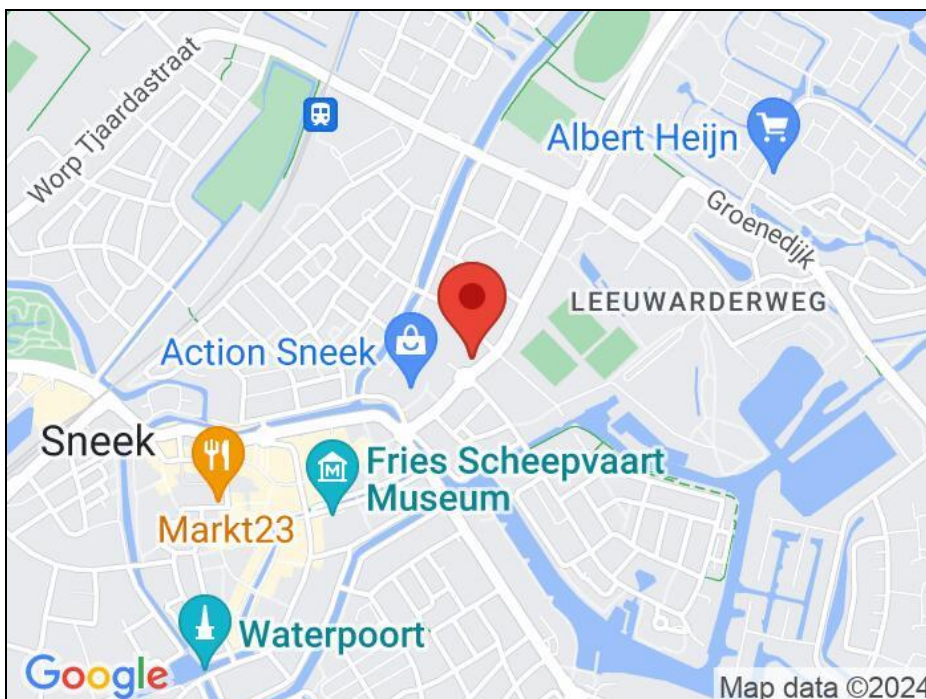 Worp Tjaardastraat
Albert Heijn
Groenedijk
LEEUWARDERWEG
Action Sneek
Sneek
Fries Scheepvaart
Museum
M
Markt23
Waterpoort
Google
Map data ©2024